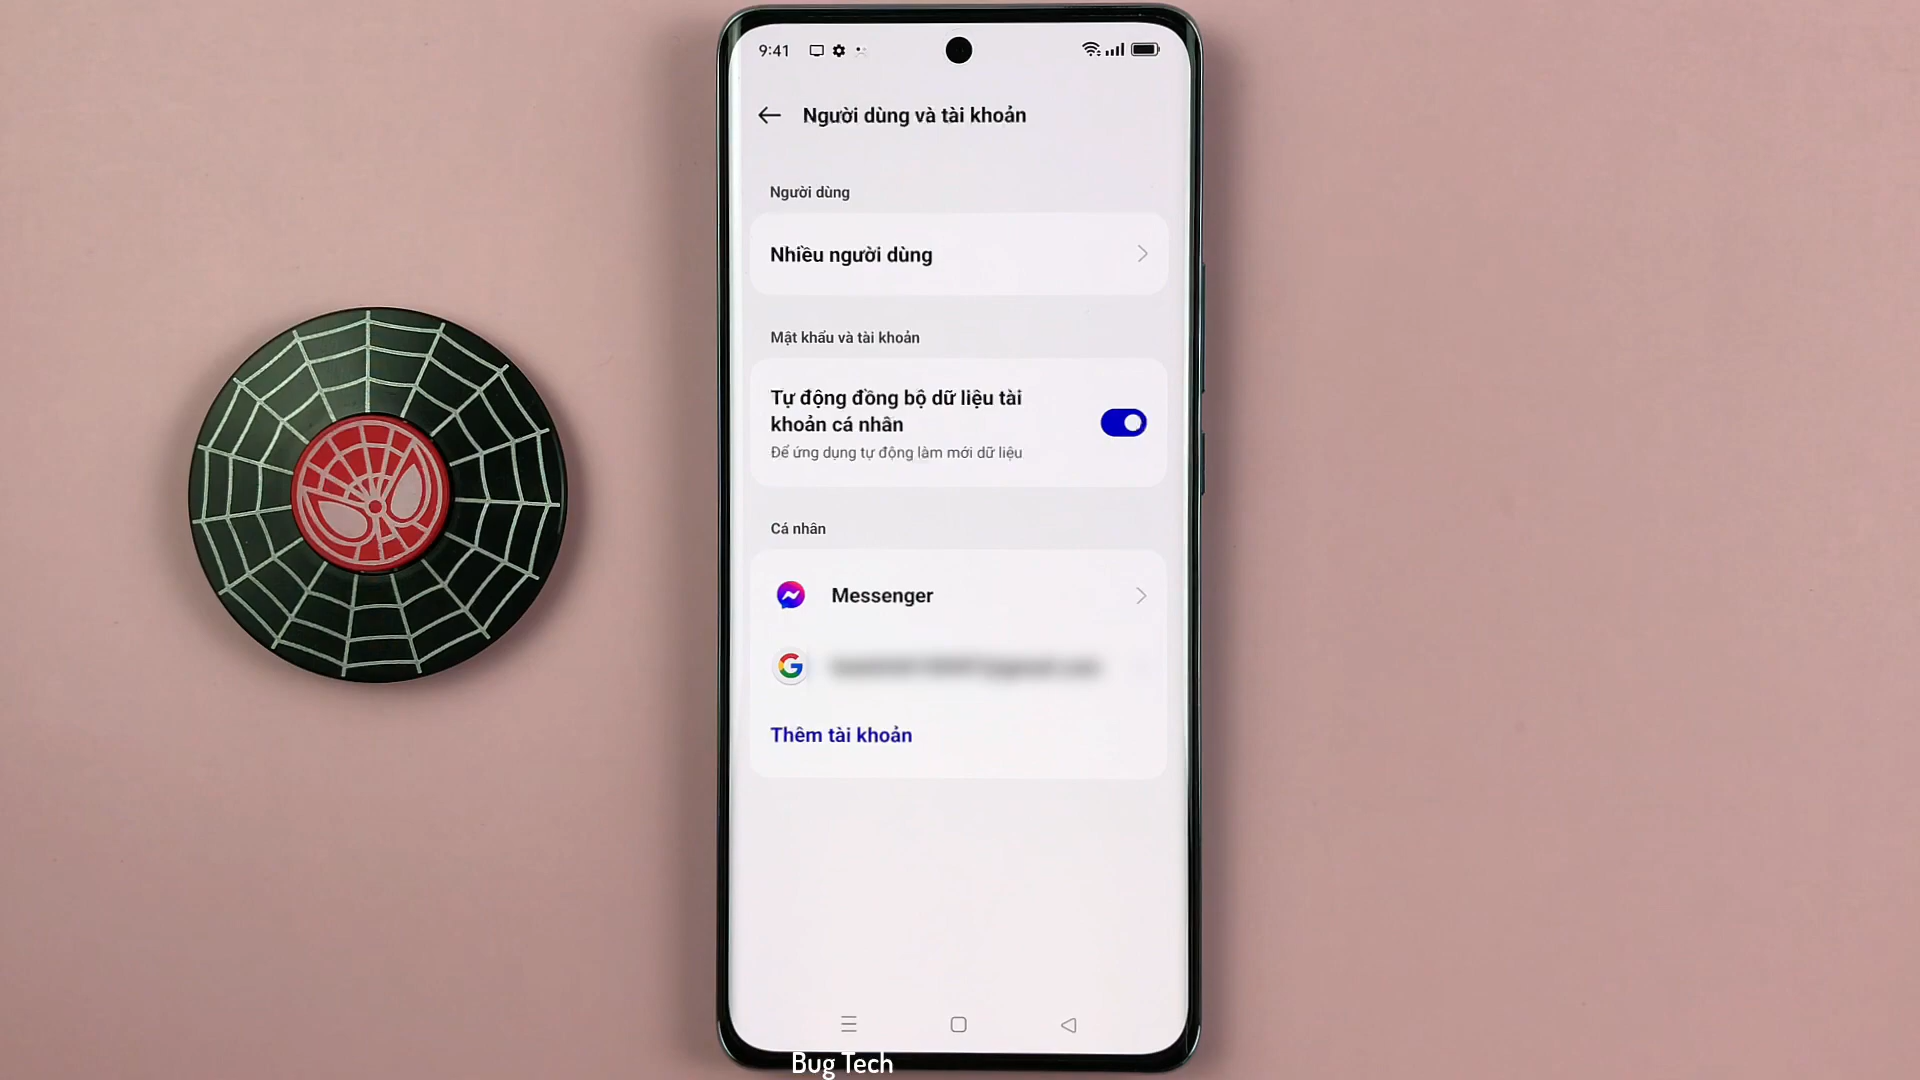 9:41
Người dùng và tài khoản
Người dùng
Nhiều người dùng
Mật khẩu và tài khoản
Tự động đồng bộ dữ liệu tài
khoản cá nhân
Để ứng dụng tự động làm mới dữ liệu
Cá nhân
Messenger
Thêm tài khoản
Bug Tech